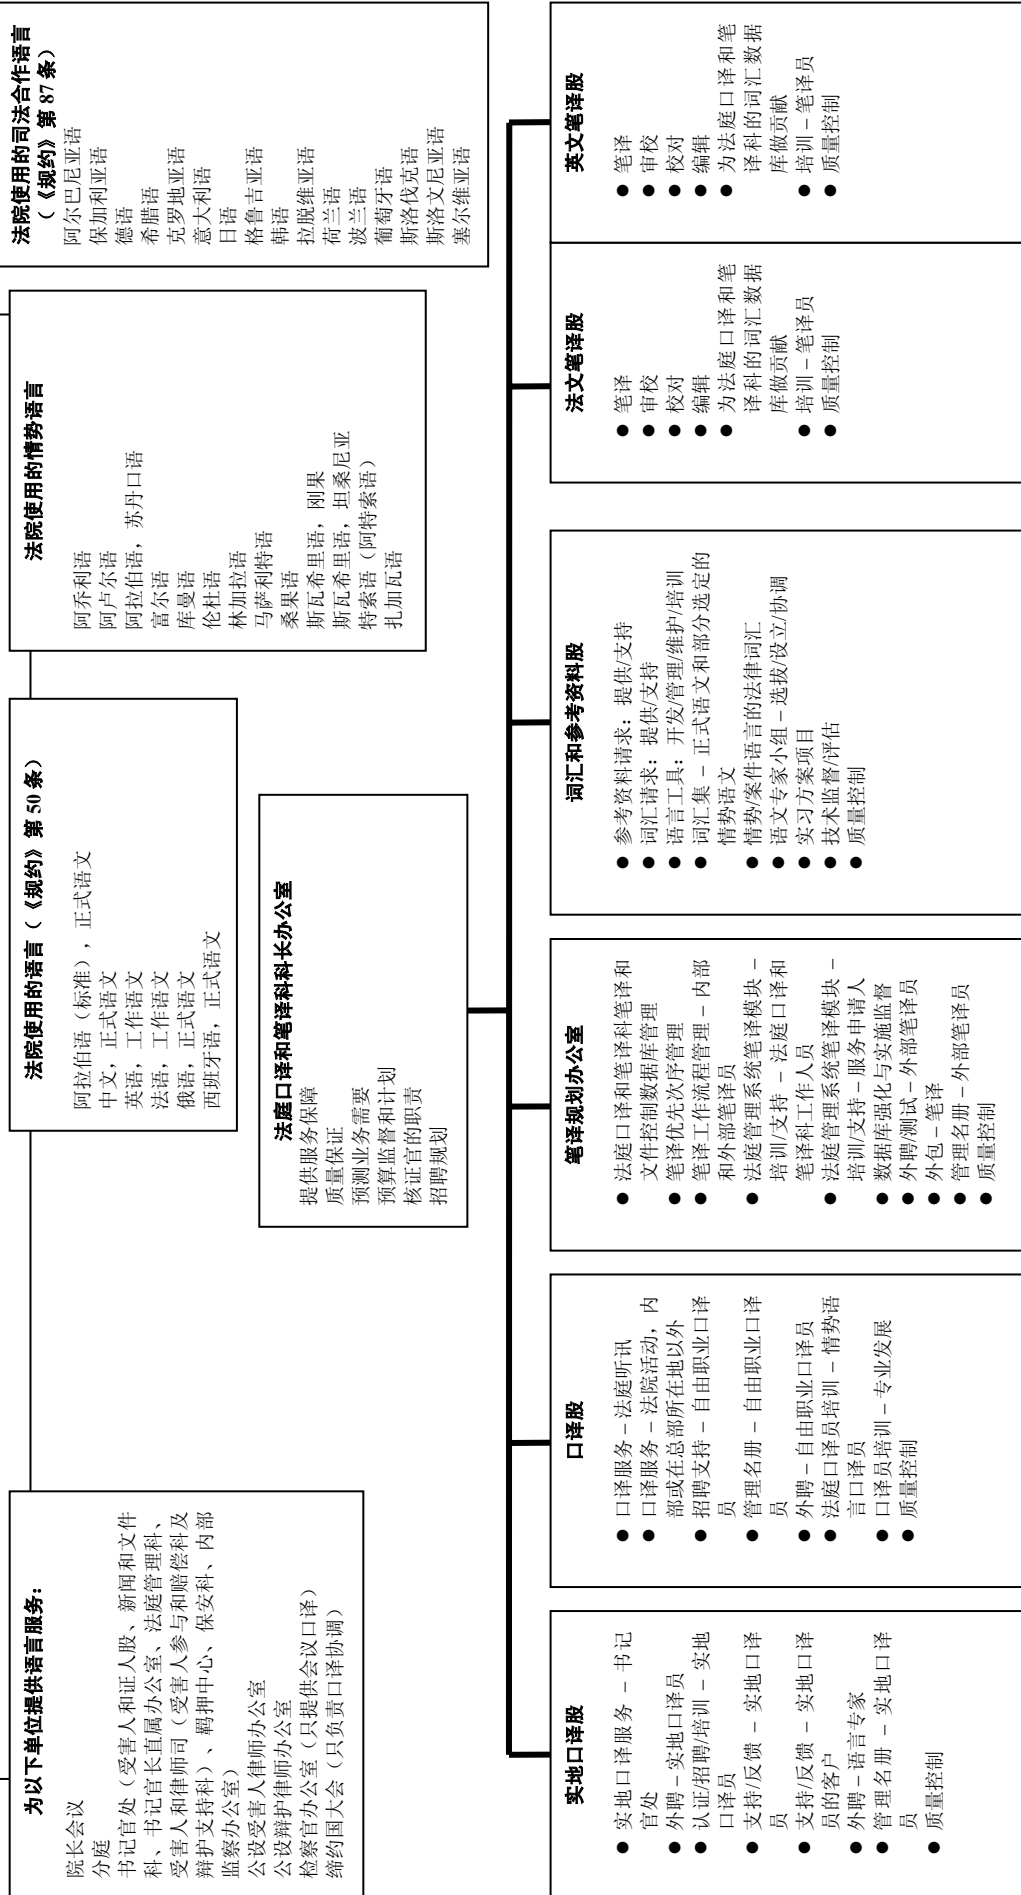 为以下单位提供语言服务：
院长会议
分庭
书记官处（受害人和证人股、新闻和文件
科、书记官长直属办公室、法庭管理科、
受害人和律师司（受害人参与和赔偿科及
辩护支持科）、羁押中心、保安科、内部
监察办公室）
公设受害人律师办公室
公设辩护律师办公室
检察官办公室（只提供会议口译）
缔约国大会（只负责口译协调）
法院使用的语言（《规约》第 50 条）
阿拉伯语（标准），正式语文
中文，正式语文
英语，工作语文
法语，工作语文
俄语，正式语文
西班牙语，正式语文
法院使用的情势语言
阿乔利语
阿卢尔语
阿拉伯语，苏丹口语
富尔语
库曼语
伦杜语
林加拉语
马萨利特语
桑果语
斯瓦希里语，刚果
斯瓦希里语，坦桑尼亚
特索语（阿特索语）
扎加瓦语
法院使用的司法合作语言
（《规约》第 87 条）
阿尔巴尼亚语
保加利亚语
德语
希腊语
克罗地亚语
意大利语
日语
格鲁吉亚语
韩语
拉脱维亚语
荷兰语
波兰语
葡萄牙语
斯洛伐克语
斯洛文尼亚语
塞尔维亚语
法庭口译和笔译科科长办公室
提供服务保障
质量保证
预测业务需要
预算监督和计划
核证官的职责
招聘规划
实地口译股
● 实地口译服务 – 书记
官处
● 外聘 – 实地口译员
● 认证/招聘/培训 – 实地
口译员
● 支持/反馈 – 实地口译
员
● 支持/反馈 – 实地口译
员的客户
● 外聘 – 语言专家
● 管理名册 – 实地口译
员
● 质量控制
口译股
● 口译服务 – 法庭听讯
● 口译服务 – 法院活动，内
部或在总部所在地以外
● 招聘支持 – 自由职业口译
员
● 管理名册 – 自由职业口译
员
● 外聘 – 自由职业口译员
● 法庭口译员培训 – 情势语
言口译员
● 口译员培训 – 专业发展
● 质量控制
笔译规划办公室
● 法庭口译和笔译科笔译和
文件控制数据库管理
● 笔译优先次序管理
● 笔译工作流程管理 – 内部
和外部笔译员
● 法庭管理系统笔译模块 –
培训/支持 – 法庭口译和
笔译科工作人员
● 法庭管理系统笔译模块 –
培训/支持 – 服务申请人
● 数据库强化与实施监督
● 外聘/测试 – 外部笔译员
● 外包 – 笔译
● 管理名册 – 外部笔译员
● 质量控制
词汇和参考资料股
● 参考资料请求：提供/支持
● 词汇请求：提供/支持
● 语言工具：开发/管理/维护/培训
● 词汇集 – 正式语文和部分选定的
情势语文
● 情势/案件语言的法律词汇
● 语文专家小组 – 选拔/设立/协调
● 实习方案项目
● 技术监督/评估
● 质量控制
法文笔译股
● 笔译
● 审校
● 校对
● 编辑
● 为法庭口译和笔
译科的词汇数据
库做贡献
● 培训 – 笔译员
● 质量控制
英文笔译股
● 笔译
● 审校
● 校对
● 编辑
● 为法庭口译和笔
译科的词汇数据
库做贡献
● 培训 – 笔译员
● 质量控制